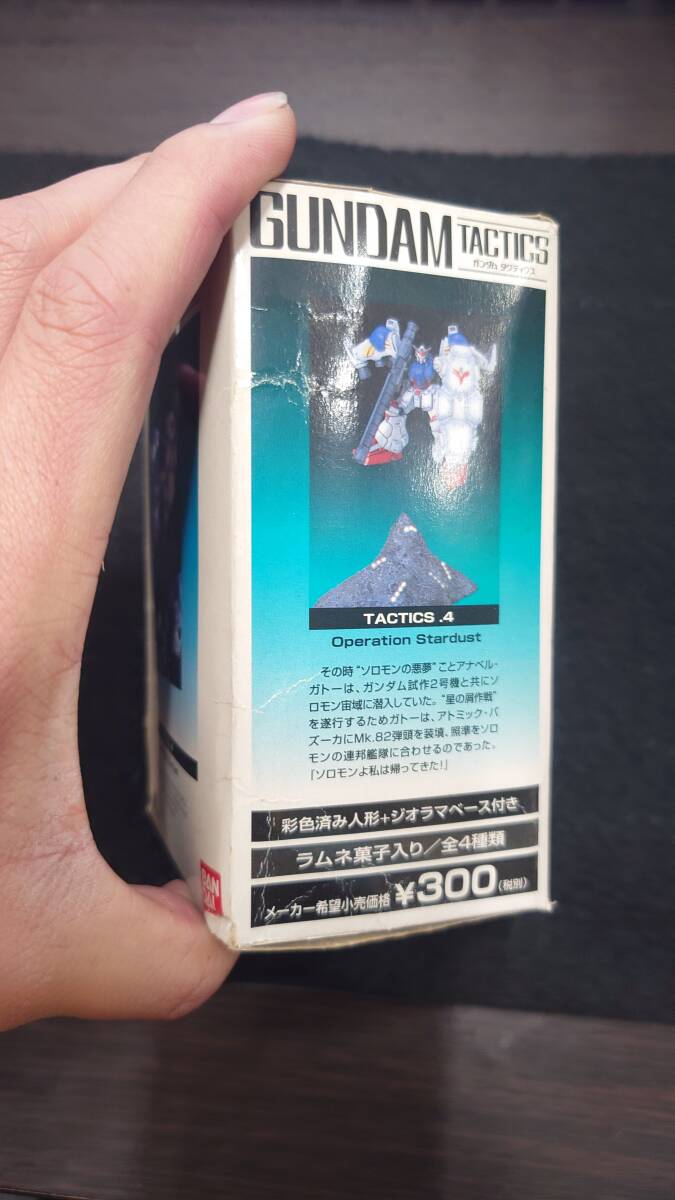 GUNDAM TACTICS
ガンダム タクティクス
TACTICS .4
Operation Stardust
その時“ソロモンの悪夢”ことアナベル・
ガトーは、ガンダム試作2号機と共にソ
ロモン宙域に潜入していた。“星の屑作戦”
を遂行するためガトーは、アトミック・バ
ズーカにMk.82弾頭を装填、照準をソロ
モンの連邦艦隊に合わせるのであった。
「ソロモンよ私は帰ってきた!」
彩色済み人形+ジオラマベース付き
ラムネ菓子入り/全4種類
メーカー希望小売価格 ¥300(税別)
BAN
DAI